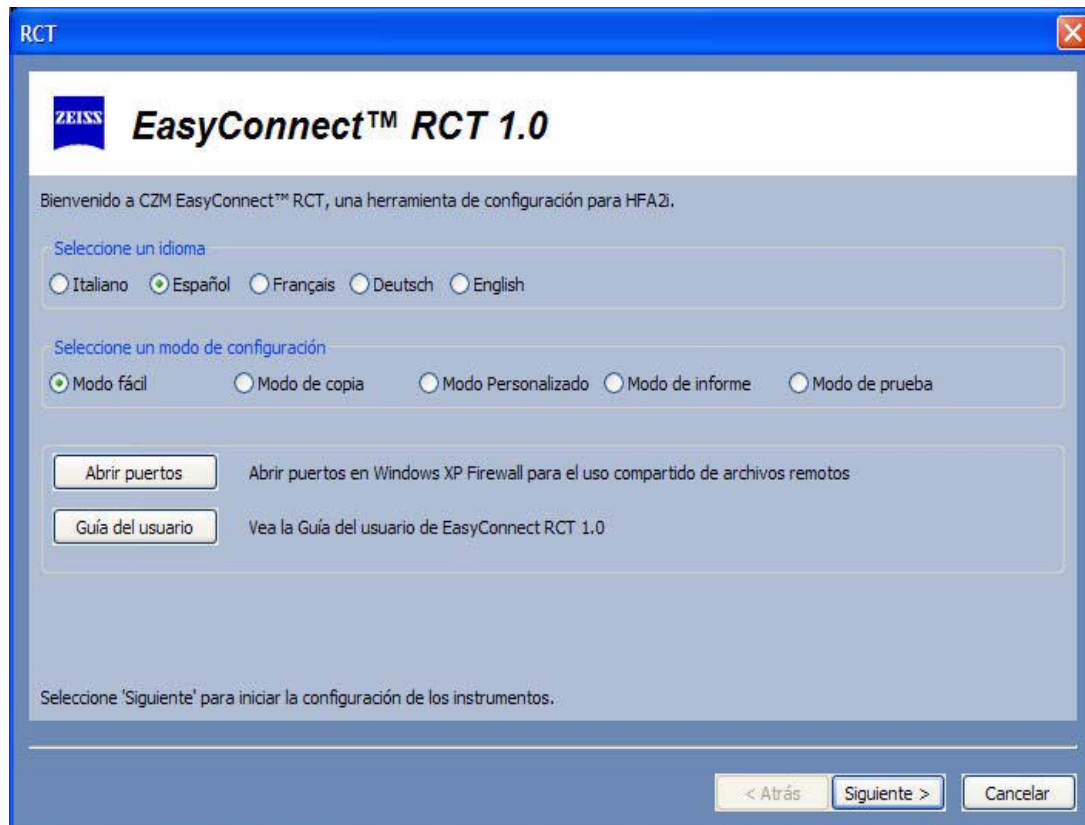 RCT
ZEISS
EasyConnect™ RCT 1.0
Bienvenido a CZM EasyConnect™ RCT, una herramienta de configuración para HFA2i.
Seleccione un idioma
Italiano Español Français Deutsch English
Seleccione un modo de configuración
Modo fácil Modo de copia Modo Personalizado Modo de informe Modo de prueba
Abrir puertos Abrir puertos en Windows XP Firewall para el uso compartido de archivos remotos
Guía del usuario Vea la Guía del usuario de EasyConnect RCT 1.0
Seleccione 'Siguiente' para iniciar la configuración de los instrumentos.
< Atrás Siguiente > Cancelar